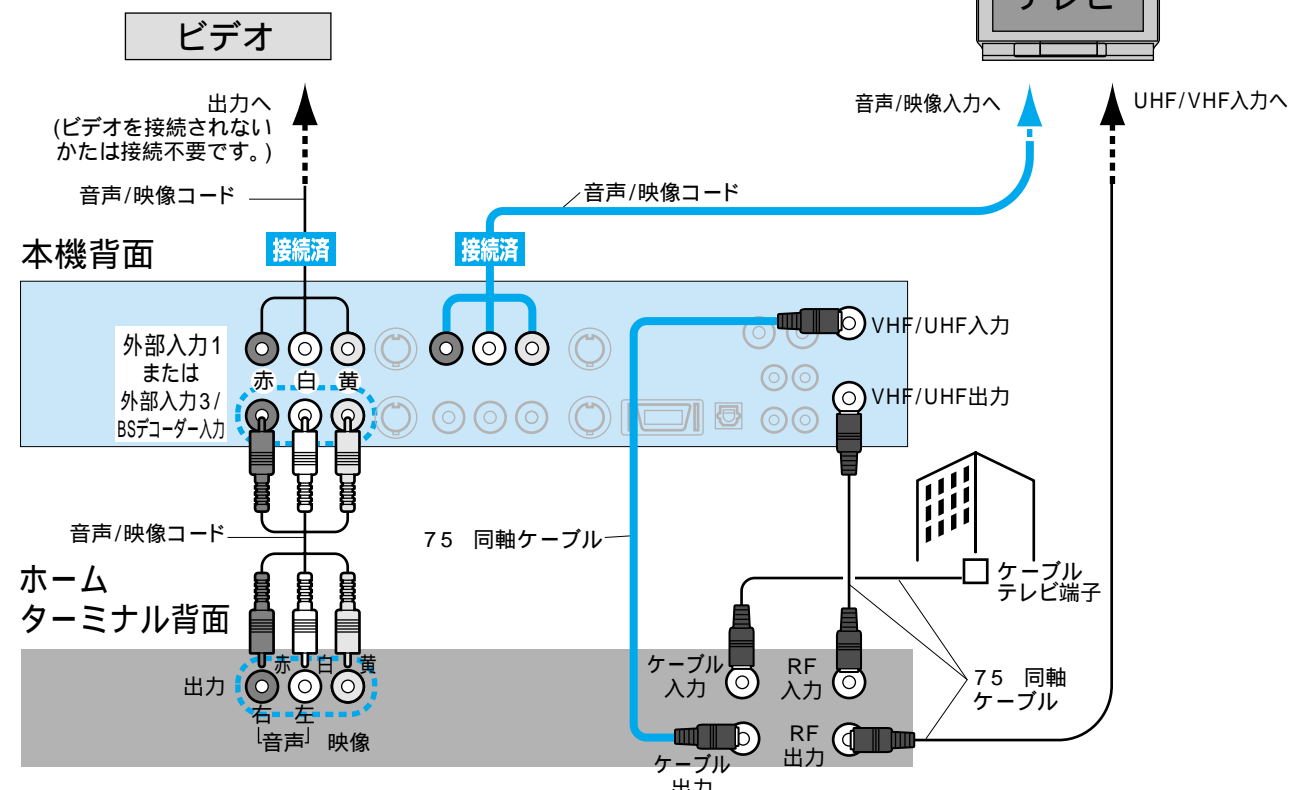 テレビ
ビデオ
出力へ
(ビデオを接続されない
かたは接続不要です。)
音声/映像入力へ
UHF/VHF入力へ
音声/映像コード
音声/映像コード
本機背面
接続済
接続済
外部入力1
または
外部入力3/
BSデコーダー入力
赤 白 黄
VHF/UHF入力
VHF/UHF出力
音声/映像コード
75 同軸ケーブル
ケーブル
テレビ端子
ホーム
ターミナル背面
赤 白 黄
出力
右 左
音声 映像
ケーブル
入力
RF
入力
75 同軸
ケーブル
RF
出力
ケーブル
出力